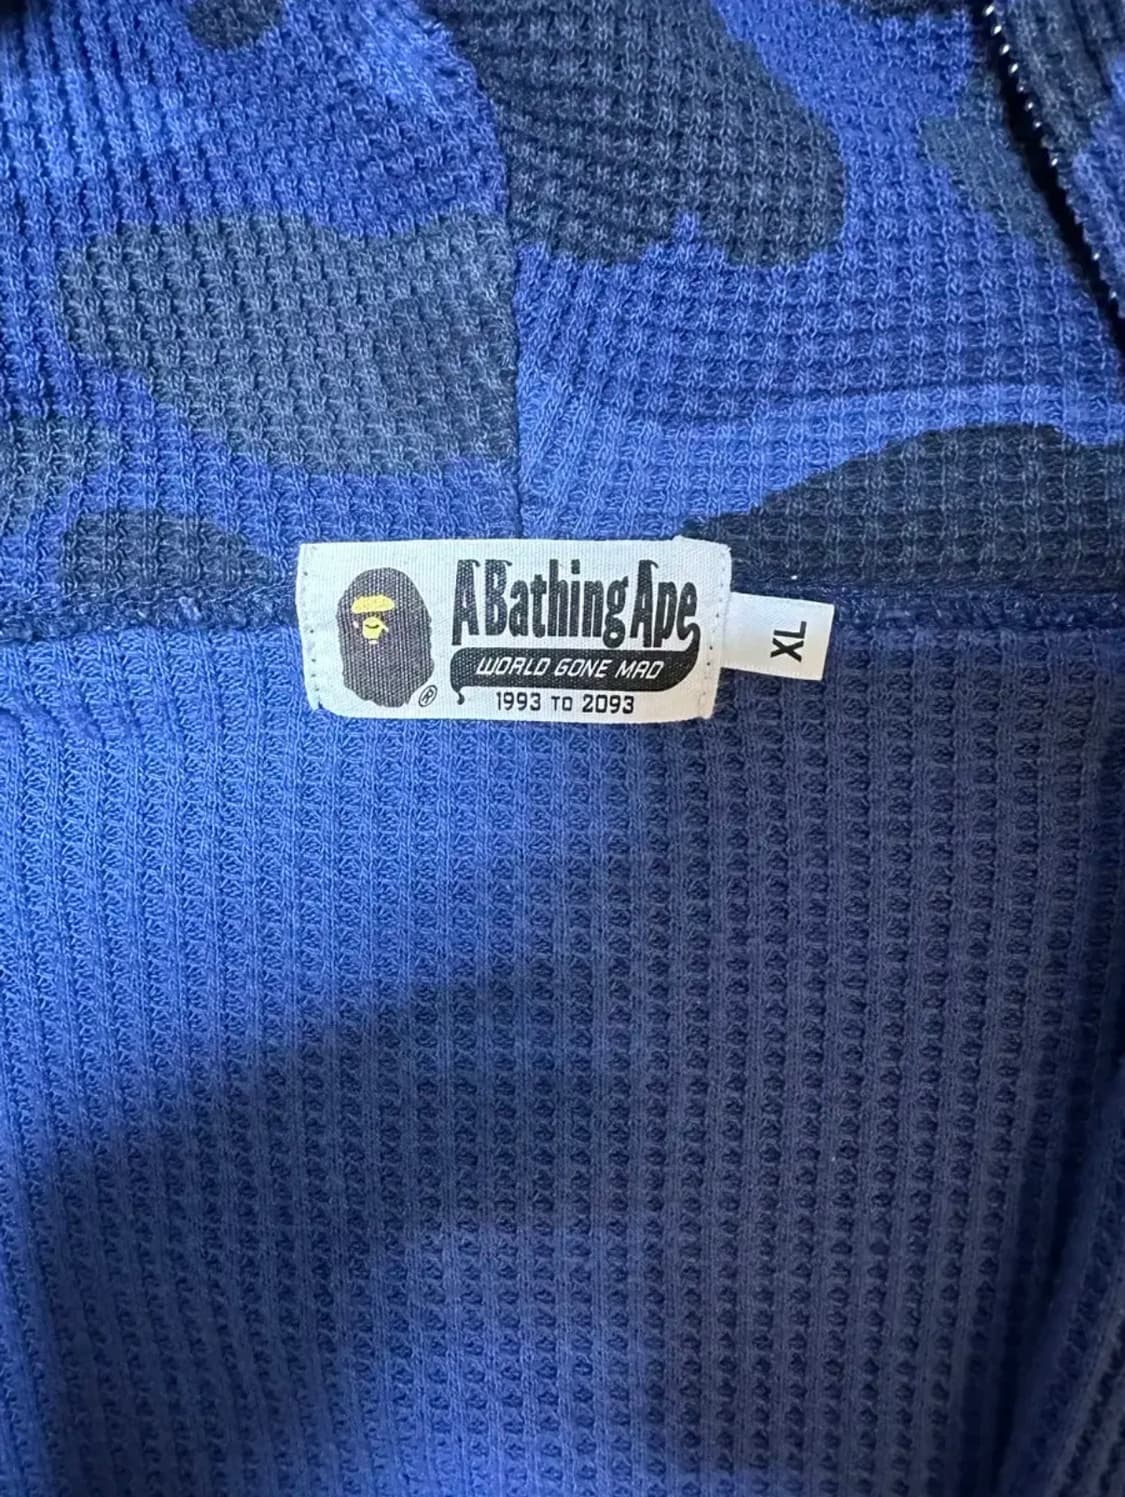 A Bathing Ape
WORLD GONE MAD
1993 TO 2093
®
XL